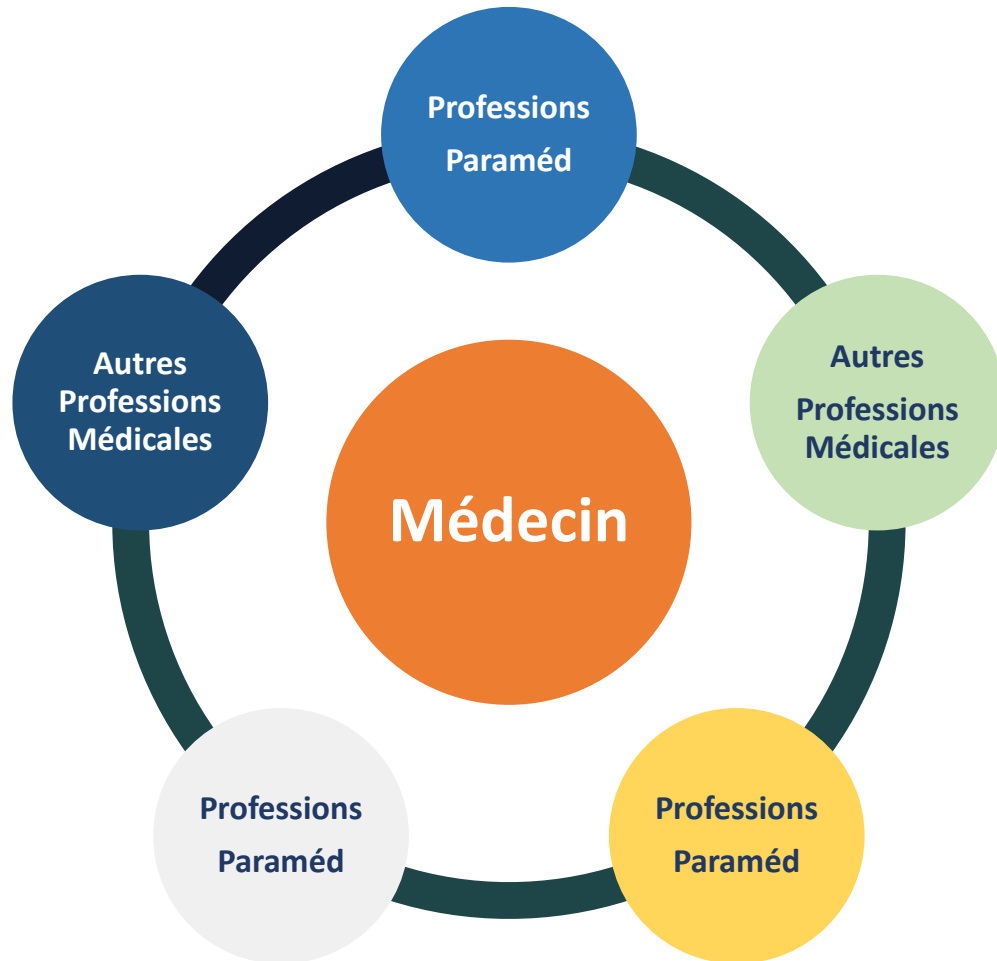 Professions
Paraméd
Autres
Professions
Médicales
Autres
Professions
Médicales
Médecin
Professions
Paraméd
Professions
Paraméd